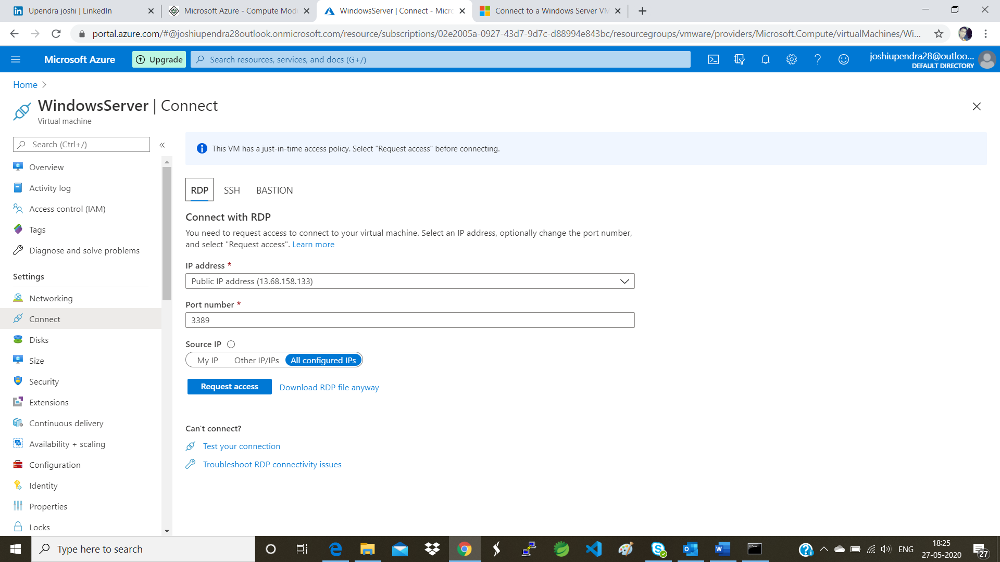 Upendra joshi | LinkedIn
Microsoft Azure - Compute Mod
WindowsServer | Connect - Micro
Connect to a Windows Server VM
portal.azure.com/#@joshiupendra28outlook.onmicrosoft.com/resource/subscriptions/02e2005a-0927-43d7-9d7c-d88994e843bc/resourcegroups/vmware/providers/Microsoft.Compute/virtualMachines/Wi...
Microsoft Azure
Upgrade
Search resources, services, and docs (G+/)
joshiupendra28@outloo...
DEFAULT DIRECTORY
Home
WindowsServer | Connect
Virtual machine
Search (Ctrl+/)
Overview
Activity log
Access control (IAM)
Tags
Diagnose and solve problems
Settings
Networking
Connect
Disks
Size
Security
Extensions
Continuous delivery
Availability + scaling
Configuration
Identity
Properties
Locks
This VM has a just-in-time access policy. Select "Request access" before connecting.
RDP SSH BASTION
Connect with RDP
You need to request access to connect to your virtual machine. Select an IP address, optionally change the port number,
and select "Request access". Learn more
IP address *
Public IP address (13.68.158.133)
Port number *
3389
Source IP
My IP Other IP/IPs All configured IPs
Request access Download RDP file anyway
Can't connect?
Test your connection
Troubleshoot RDP connectivity issues
Type here to search
ENG
18:25
27-05-2020
27